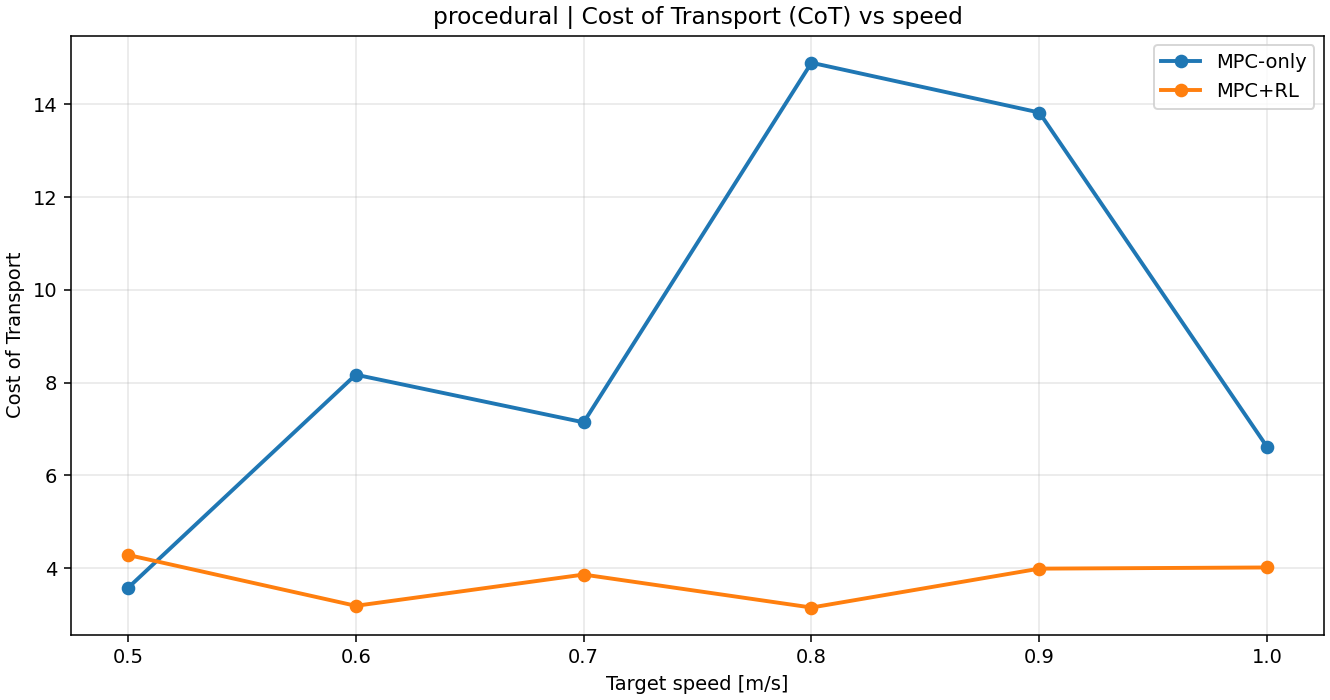 procedural | Cost of Transport (CoT) vs speed
MPC-only
MPC+RL
14
12
10
8
6
4
Cost of Transport
0.5 0.6 0.7 0.8 0.9 1.0
Target speed [m/s]